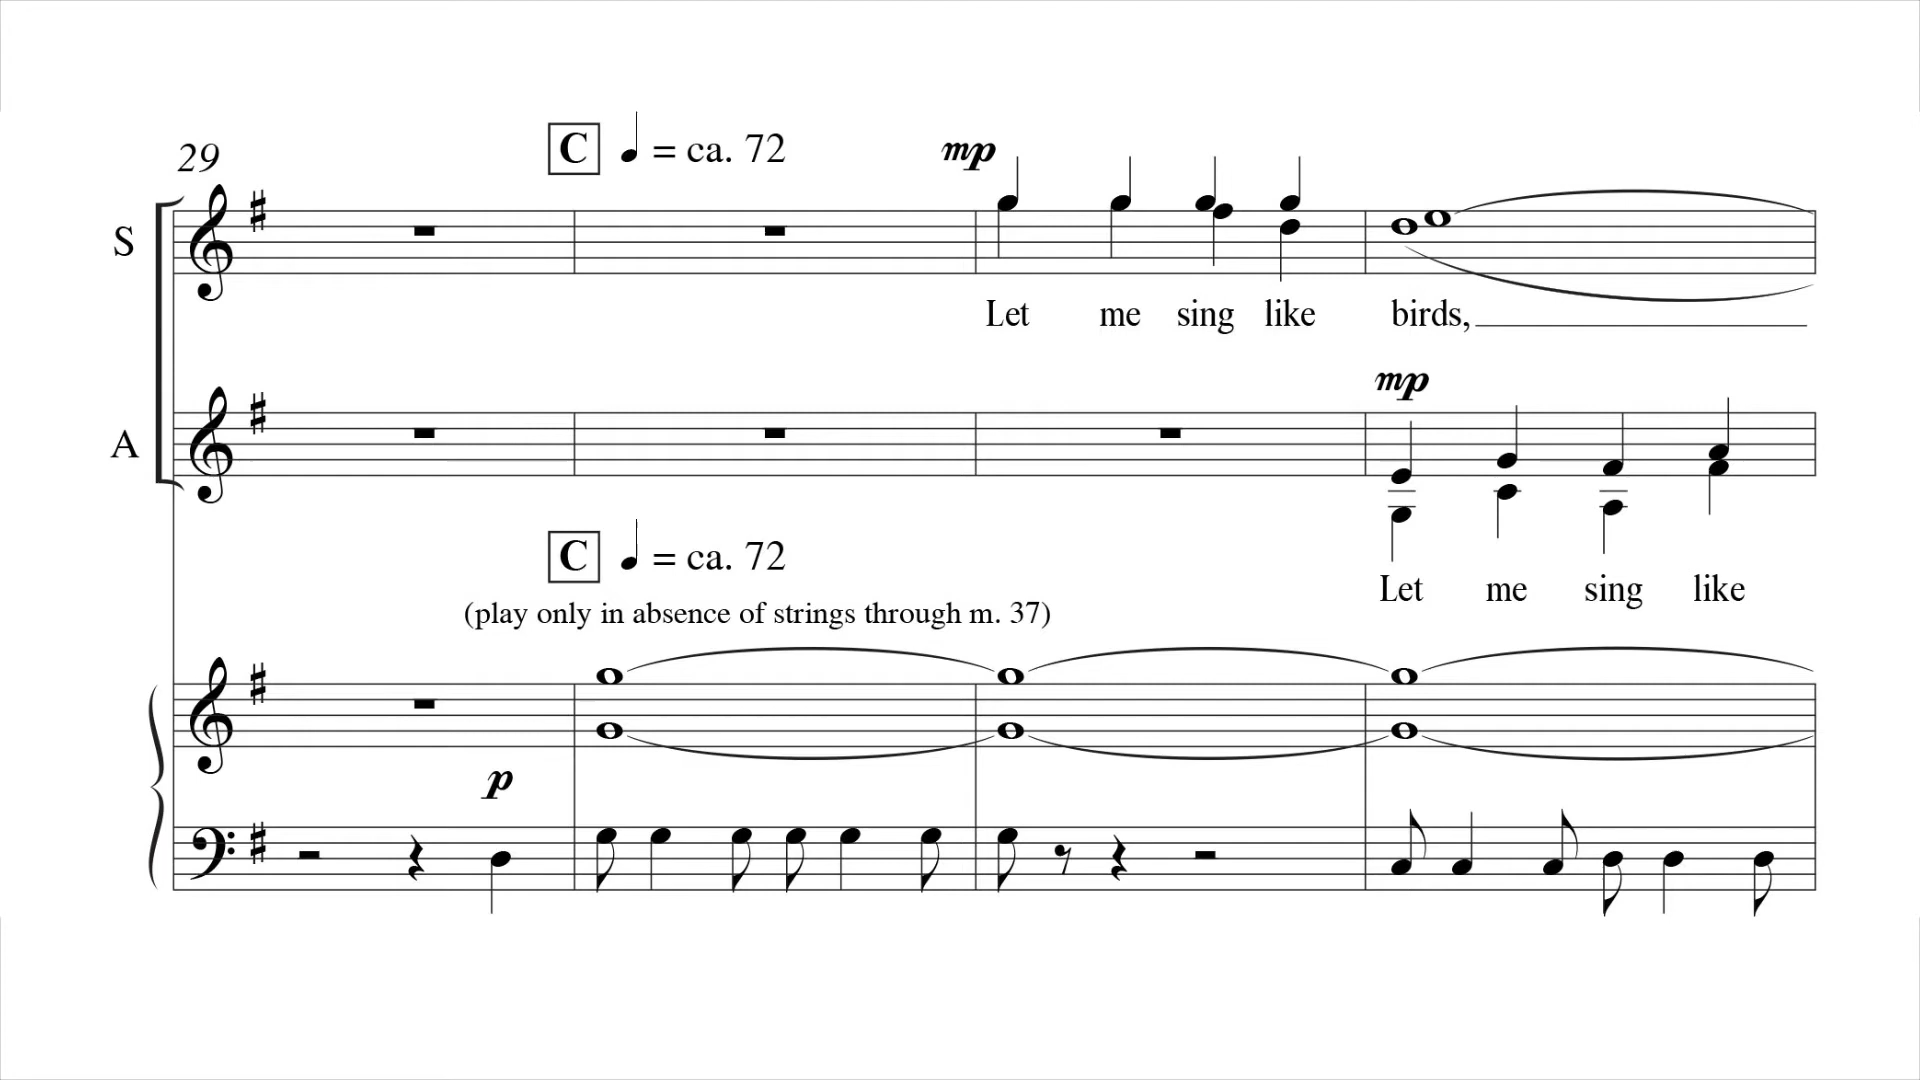 29
C ♩ = ca. 72
mp
S
Let me sing like birds,
mp
A
Let me sing like
C ♩ = ca. 72
(play only in absence of strings through m. 37)
p